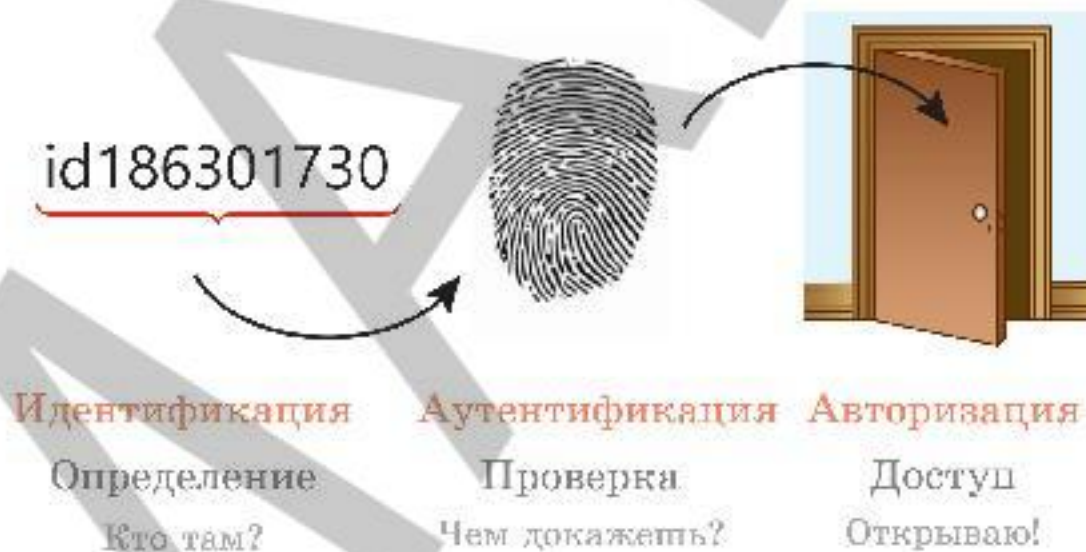 id186301730
Идентификация Аутентификация Авторизация
Определение Проверка Доступ
Кто там? Чем докажешь? Открываю!